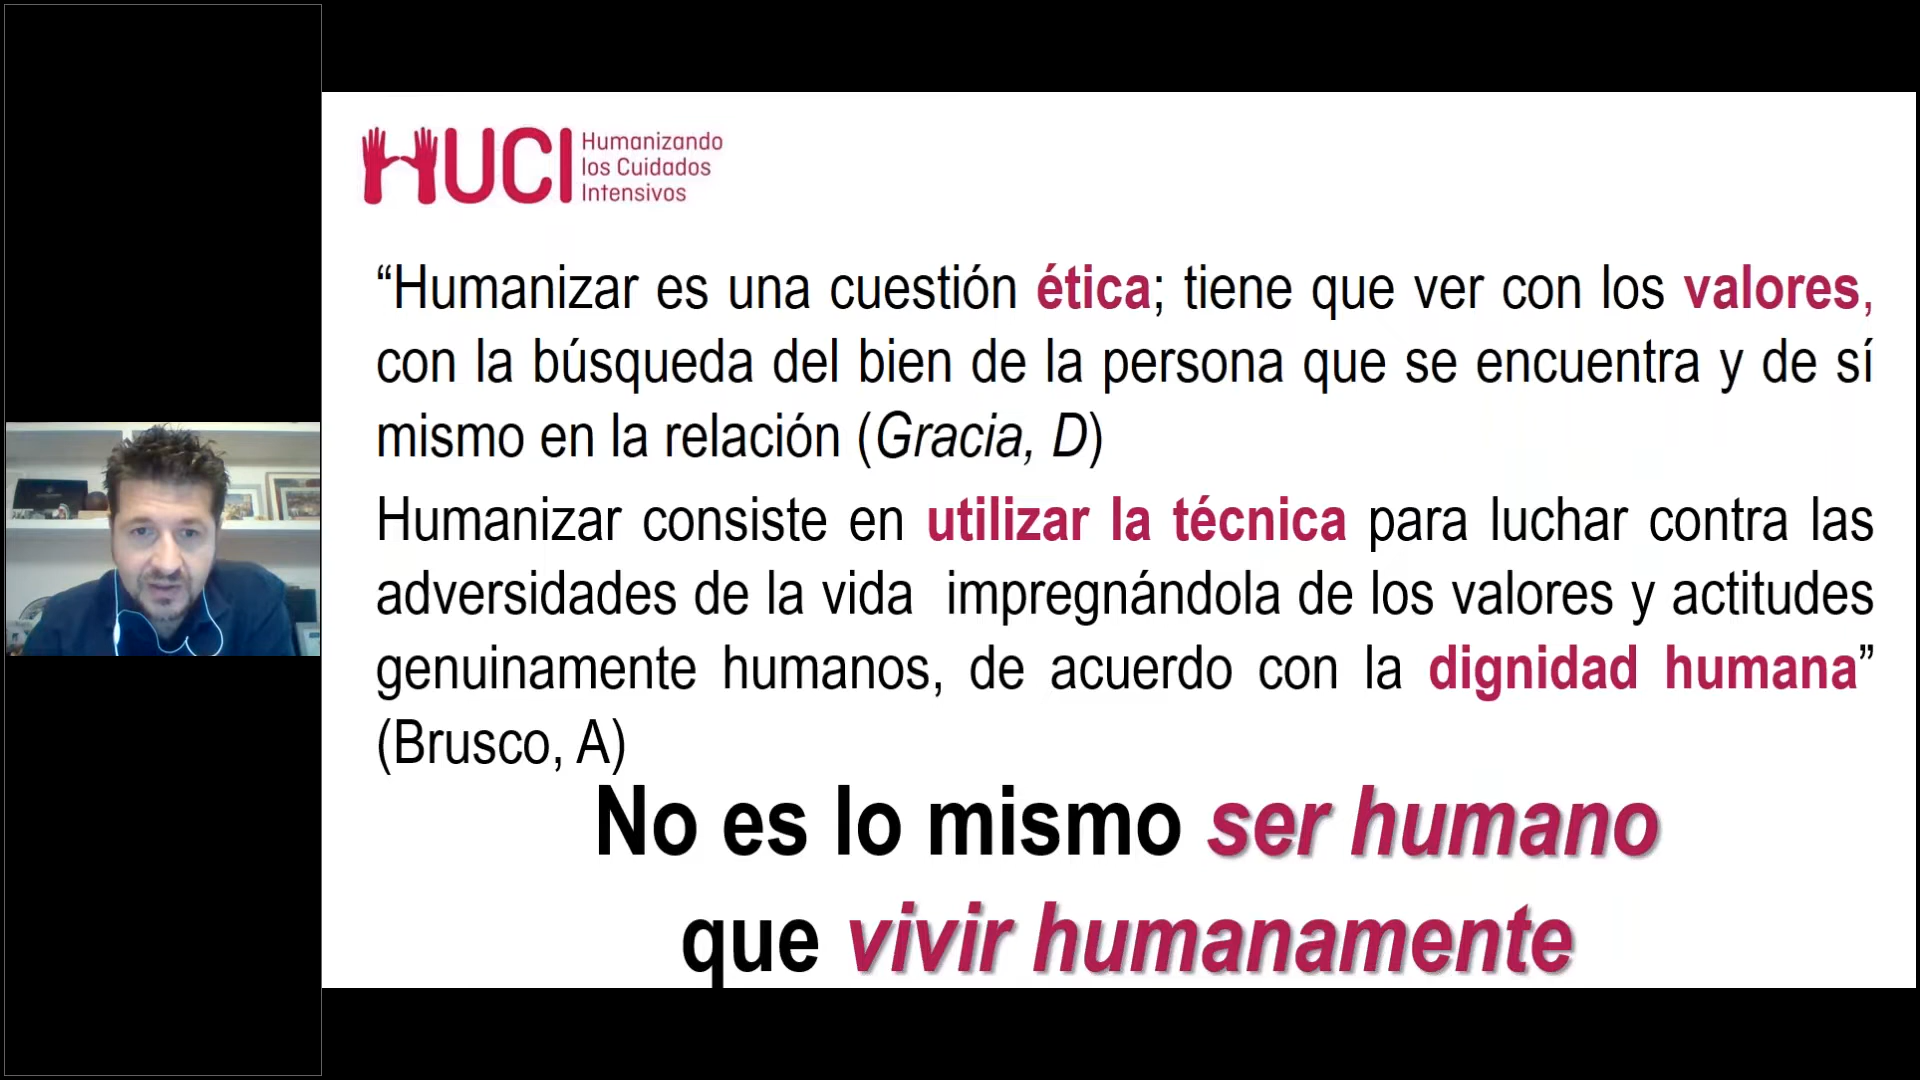 HUCI
Humanizando
los Cuidados
Intensivos
“Humanizar es una cuestión ética; tiene que ver con los valores,
con la búsqueda del bien de la persona que se encuentra y de sí
mismo en la relación (Gracia, D)
Humanizar consiste en utilizar la técnica para luchar contra las
adversidades de la vida  impregnándola de los valores y actitudes
genuinamente humanos, de acuerdo con la dignidad humana”
(Brusco, A)
No es lo mismo ser humano
que vivir humanamente